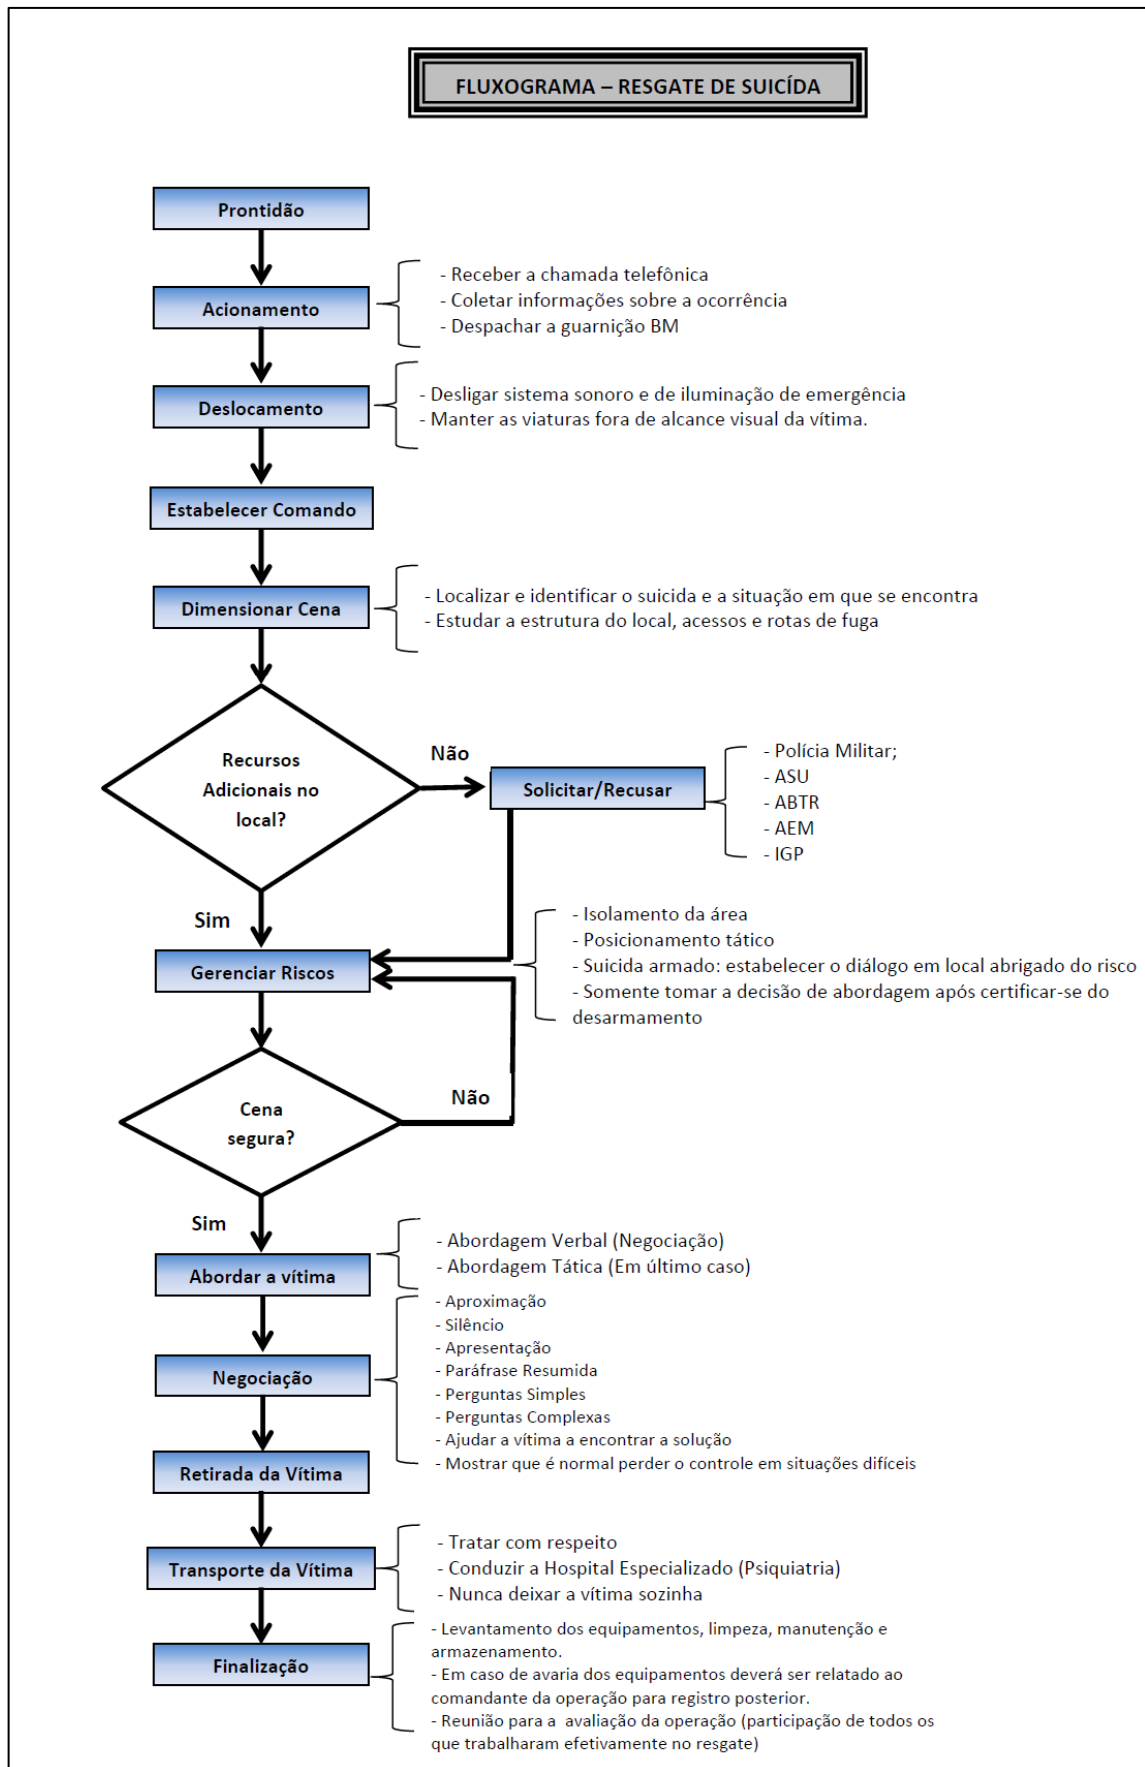 FLUXOGRAMA – RESGATE DE SUICÍDA
Prontidão
Acionamento
- Receber a chamada telefônica
- Coletar informações sobre a ocorrência
- Despachar a guarnição BM
Deslocamento
- Desligar sistema sonoro e de iluminação de emergência
- Manter as viaturas fora de alcance visual da vítima.
Estabelecer Comando
Dimensionar Cena
- Localizar e identificar o suicida e a situação em que se encontra
- Estudar a estrutura do local, acessos e rotas de fuga
Recursos
Adicionais no
local?
Não
Solicitar/Recusar
- Polícia Militar;
- ASU
- ABTR
- AEM
- IGP
Sim
Gerenciar Riscos
- Isolamento da área
- Posicionamento tático
- Suicida armado: estabelecer o diálogo em local abrigado do risco
- Somente tomar a decisão de abordagem após certificar-se do
desarmamento
Cena
segura?
Não
Sim
Abordar a vítima
- Abordagem Verbal (Negociação)
- Abordagem Tática (Em último caso)
Negociação
- Aproximação
- Silêncio
- Apresentação
- Paráfrase Resumida
- Perguntas Simples
- Perguntas Complexas
- Ajudar a vítima a encontrar a solução
- Mostrar que é normal perder o controle em situações difíceis
Retirada da Vítima
Transporte da Vítima
- Tratar com respeito
- Conduzir a Hospital Especializado (Psiquiatria)
- Nunca deixar a vítima sozinha
Finalização
- Levantamento dos equipamentos, limpeza, manutenção e
armazenamento.
- Em caso de avaria dos equipamentos deverá ser relatado ao
comandante da operação para registro posterior.
- Reunião para a avaliação da operação (participação de todos os
que trabalharam efetivamente no resgate)